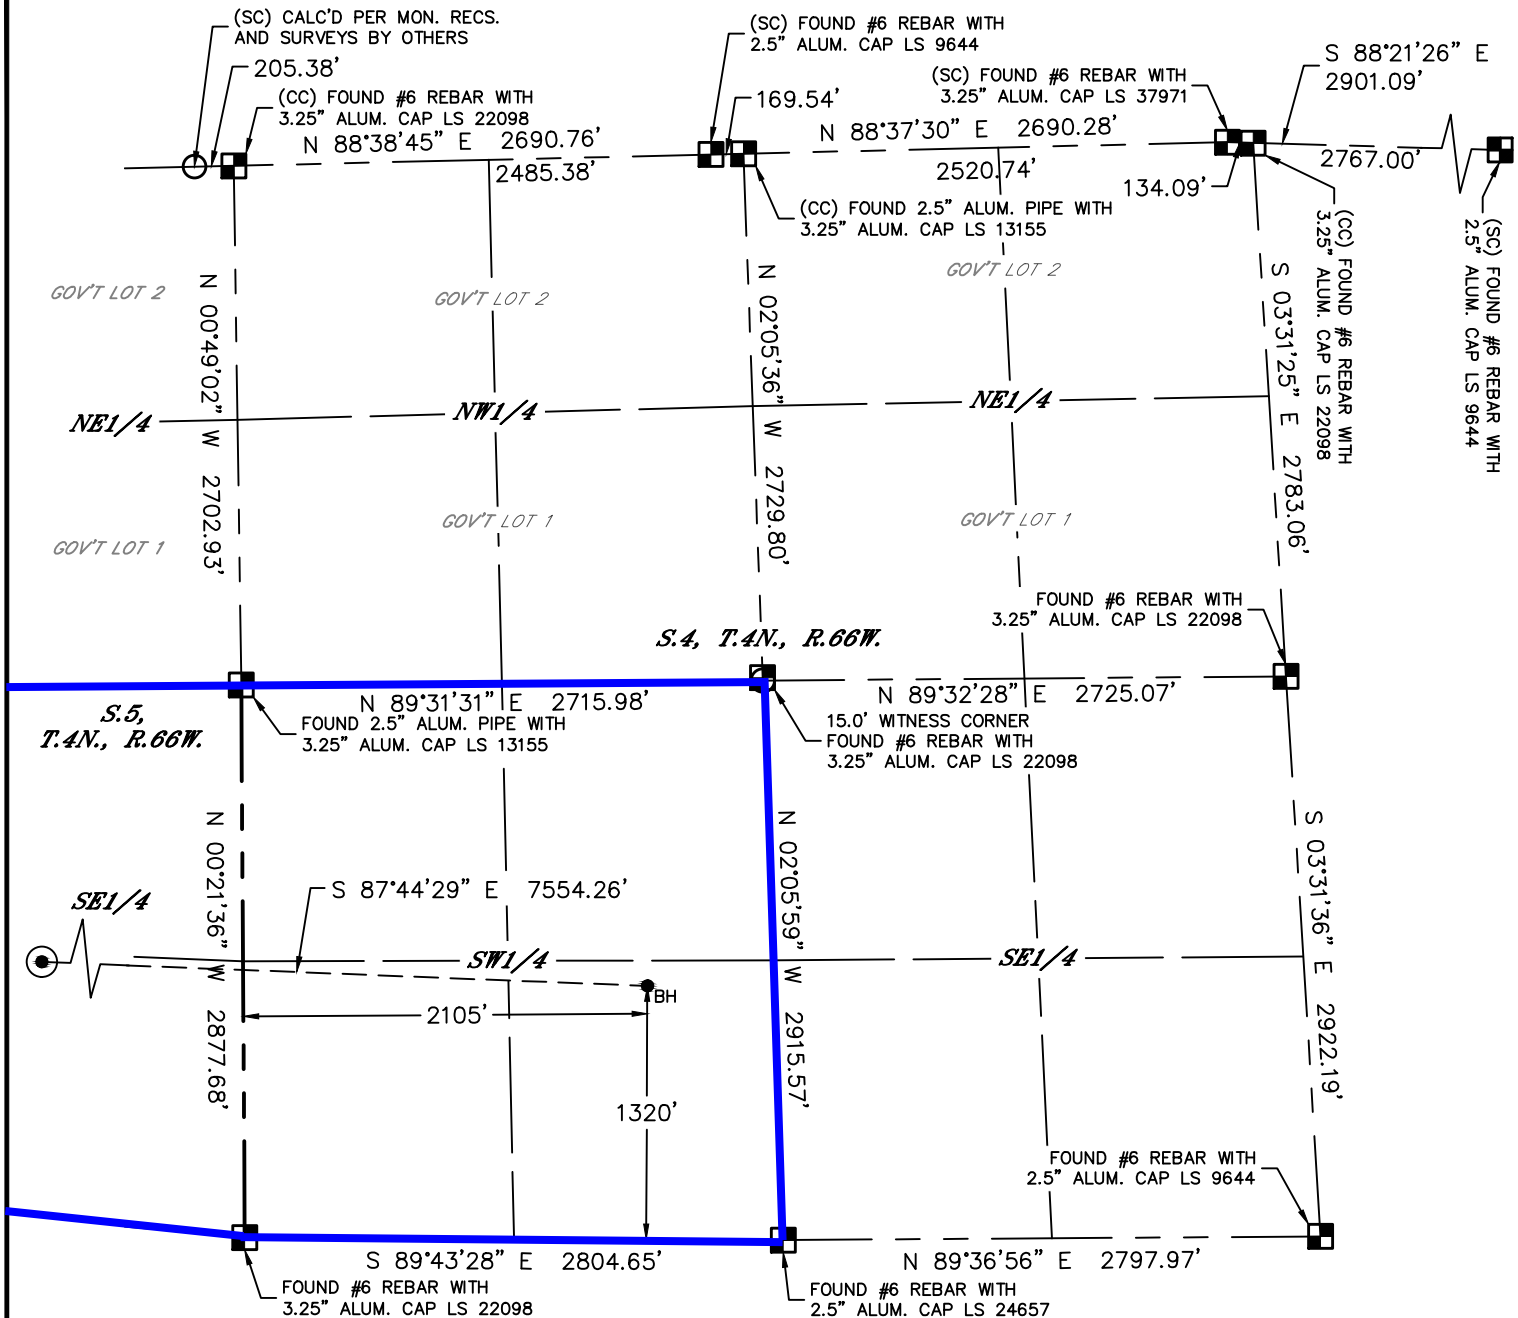 (SC) CALC'D PER MON. RECS.
AND SURVEYS BY OTHERS
205.38'
(CC) FOUND #6 REBAR WITH
3.25" ALUM. CAP LS 22098
N 88°38'45" E 2690.76'
2485.38'
(SC) FOUND #6 REBAR WITH
2.5" ALUM. CAP LS 9644
169.54'
(SC) FOUND #6 REBAR WITH
3.25" ALUM. CAP LS 37971
N 88°37'30" E 2690.28'
2520.74'
134.09'
S 88°21'26" E
2901.09'
2767.00'
(CC) FOUND 2.5" ALUM. PIPE WITH
3.25" ALUM. CAP LS 13155
(CC) FOUND #6 REBAR WITH
3.25" ALUM. CAP LS 22098
(SC) FOUND #6 REBAR WITH
2.5" ALUM. CAP LS 9644
GOV'T LOT 2
GOV'T LOT 2
GOV'T LOT 2
N 00°49'02" W 2702.93'
N 02°05'36" W 2729.80'
S 03°31'25" E 2783.06'
NE1/4
NW1/4
NE1/4
GOV'T LOT 1
GOV'T LOT 1
GOV'T LOT 1
FOUND #6 REBAR WITH
3.25" ALUM. CAP LS 22098
S.4, T.4N., R.66W.
N 89°31'31" E 2715.98'
N 89°32'28" E 2725.07'
S.5,
T.4N., R.66W.
FOUND 2.5" ALUM. PIPE WITH
3.25" ALUM. CAP LS 13155
15.0' WITNESS CORNER
FOUND #6 REBAR WITH
3.25" ALUM. CAP LS 22098
N 00°21'36" W 2877.68'
N 02°05'59" W 2915.57'
S 03°31'36" E 2922.19'
S 87°44'29" E 7554.26'
SE1/4
SW1/4
SE1/4
BH
2105'
1320'
FOUND #6 REBAR WITH
2.5" ALUM. CAP LS 9644
S 89°43'28" E 2804.65'
N 89°36'56" E 2797.97'
FOUND #6 REBAR WITH
3.25" ALUM. CAP LS 22098
FOUND #6 REBAR WITH
2.5" ALUM. CAP LS 24657